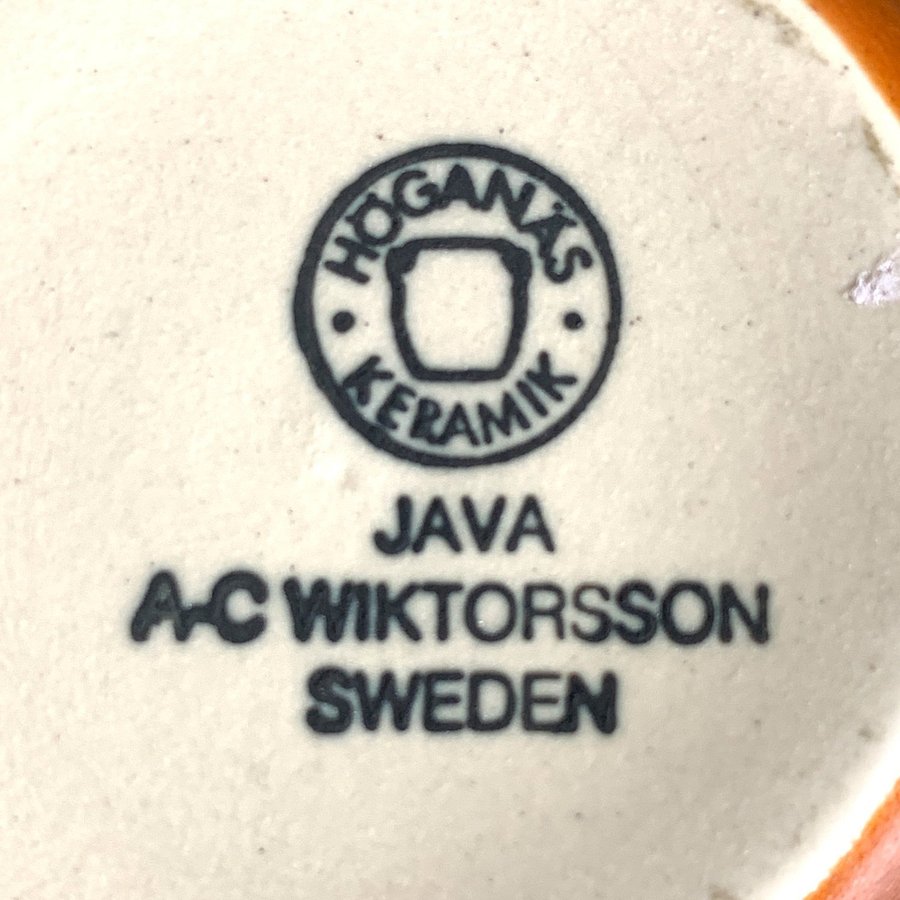 HÖGANÄS
KERAMIK
JAVA
A-C WIKTORSSON
SWEDEN